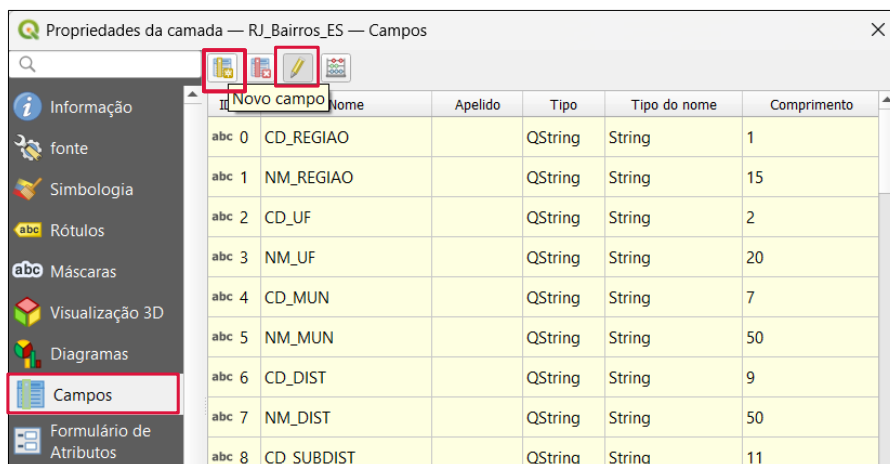 Propriedades da camada — RJ_Bairros_ES — Campos
Novo campo
Nome Apelido Tipo Tipo do nome Comprimento
Informação
fonte
Simbologia
abc Rótulos
abc Máscaras
Visualização 3D
Diagramas
Campos
Formulário de
Atributos
abc 0 CD_REGIAO QString String 1
abc 1 NM_REGIAO QString String 15
abc 2 CD_UF QString String 2
abc 3 NM_UF QString String 20
abc 4 CD_MUN QString String 7
abc 5 NM_MUN QString String 50
abc 6 CD_DIST QString String 9
abc 7 NM_DIST QString String 50
abc 8 CD_SUBDIST QString String 11